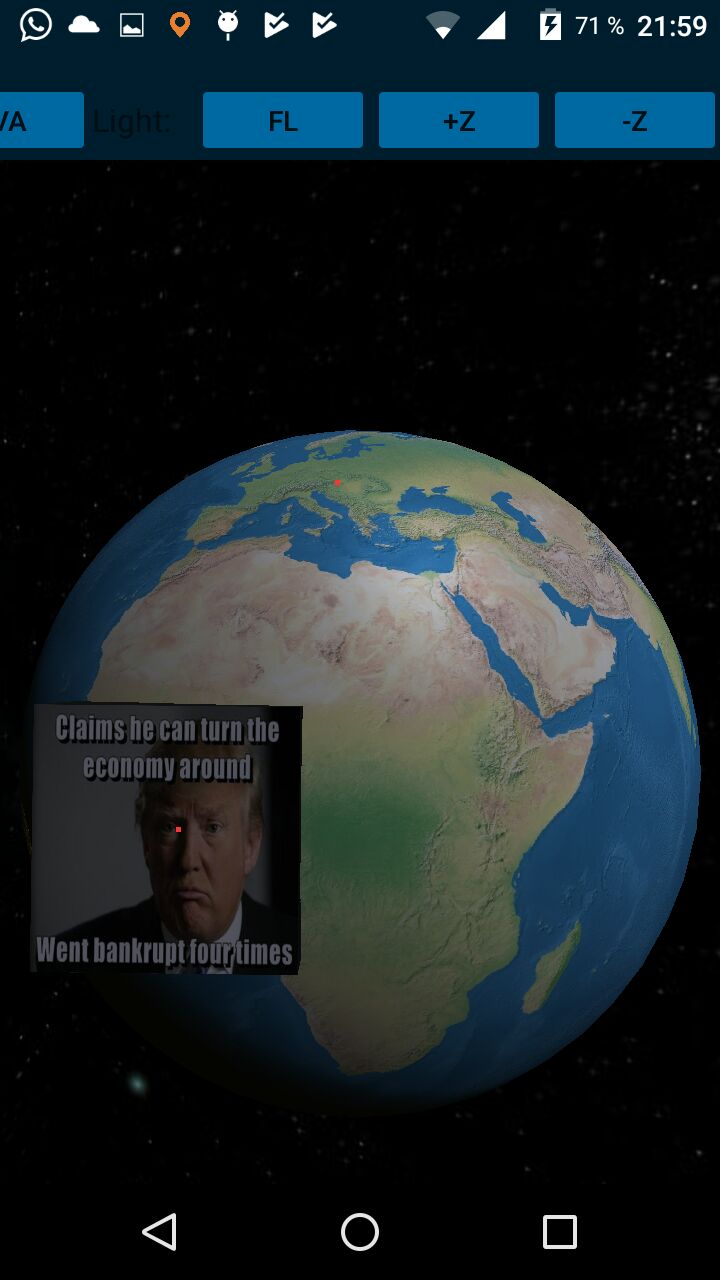 71 % 21:59
VA Light: FL +Z -Z
Claims he can turn the
economy around
Went bankrupt four times